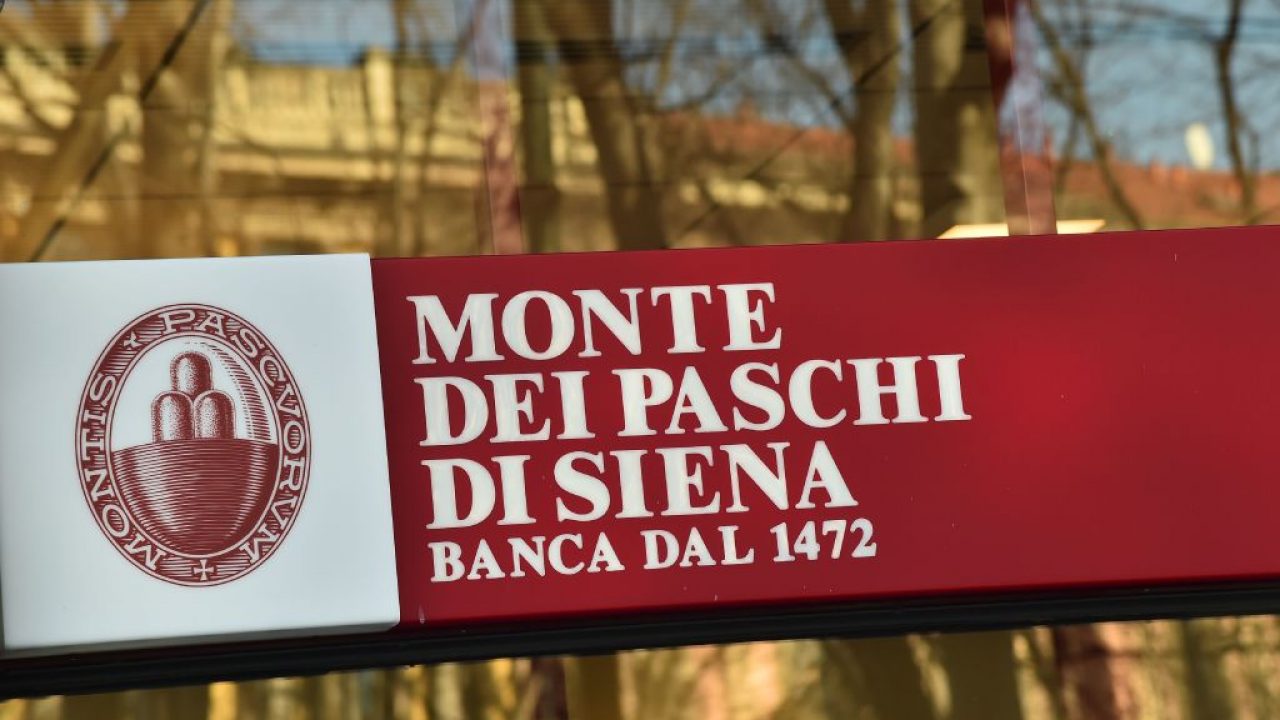 MONTIS PASCVORVM
MONTE
DEI PASCHI
DI SIENA
BANCA DAL 1472